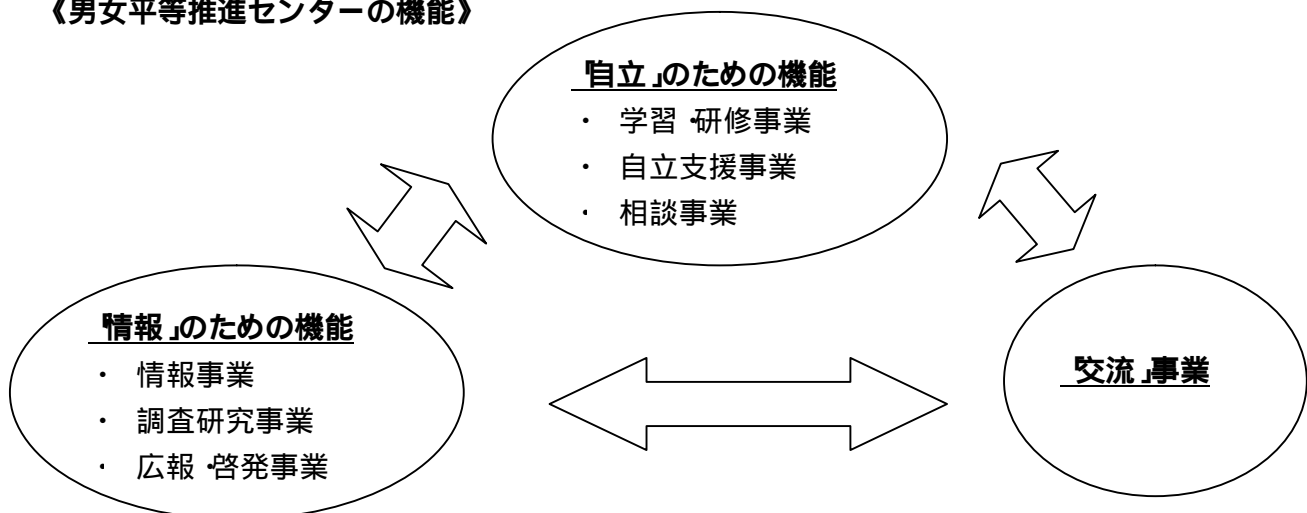 《男女平等推進センターの機能》
「自立」のための機能
・ 学習・研修事業
・ 自立支援事業
・ 相談事業
「情報」のための機能
・ 情報事業
・ 調査研究事業
・ 広報・啓発事業
「交流」事業